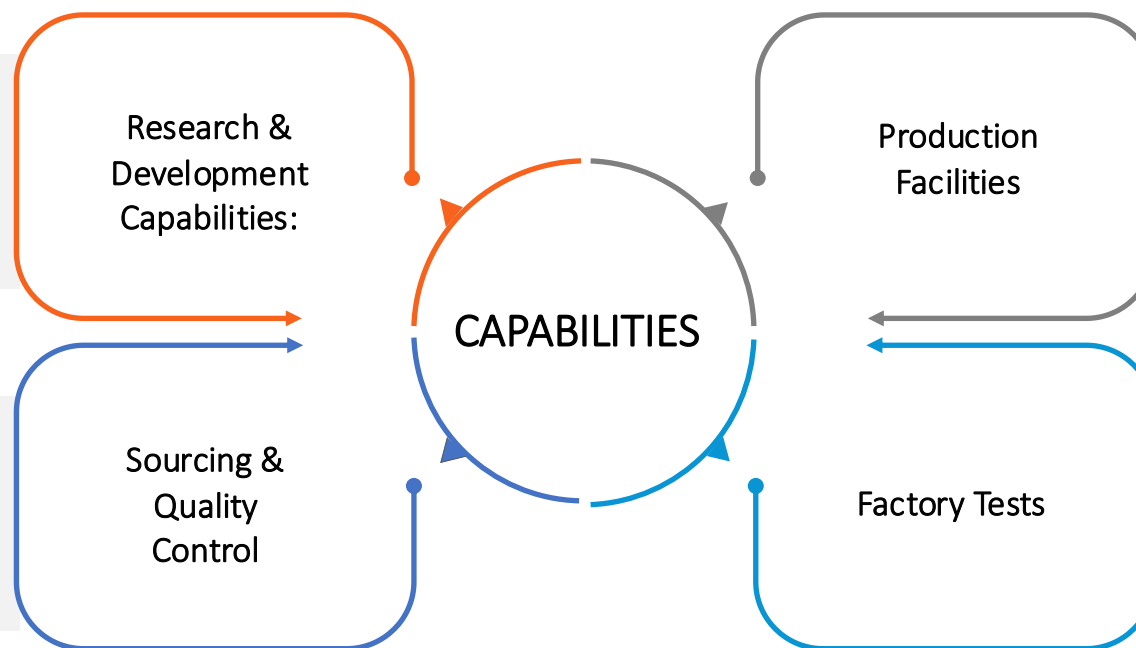 Research &
Development
Capabilities:
Production
Facilities
CAPABILITIES
Sourcing &
Quality
Control
Factory Tests